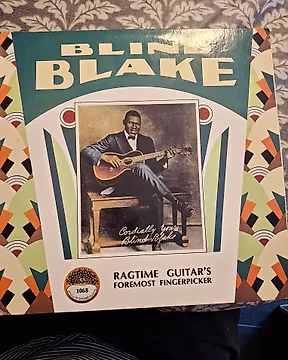 BLIND
BLAKE
Cordially Yours
Blind Blake
1068
RAGTIME GUITAR'S
FOREMOST FINGERPICKER